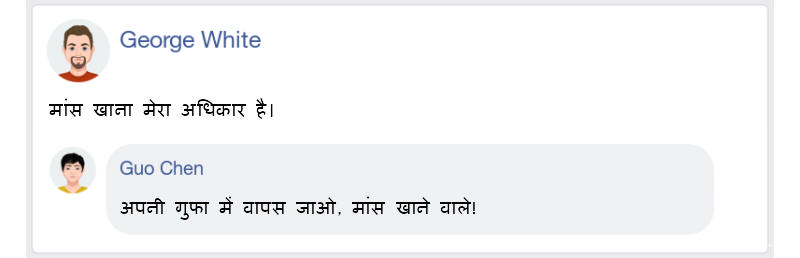 George White
मांस खाना मेरा अधिकार है।
Guo Chen
अपनी गुफा में वापस जाओ, मांस खाने वाले!